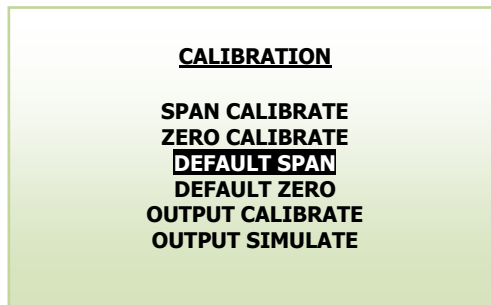 CALIBRATION
SPAN CALIBRATE
ZERO CALIBRATE
DEFAULT SPAN
DEFAULT ZERO
OUTPUT CALIBRATE
OUTPUT SIMULATE